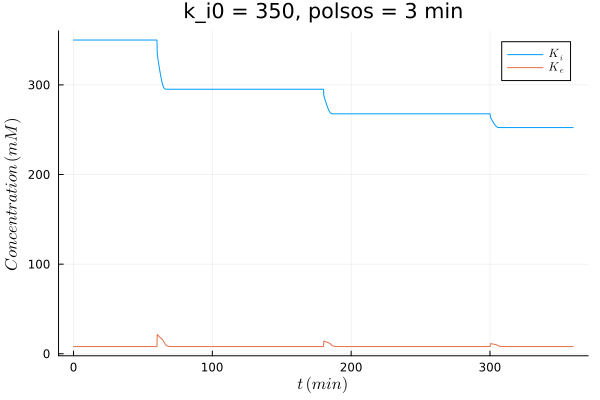 k_i0 = 350, polsos = 3 min
K_i
K_e
Concentration (mM)
300
200
100
0
0 100 200 300
t (min)